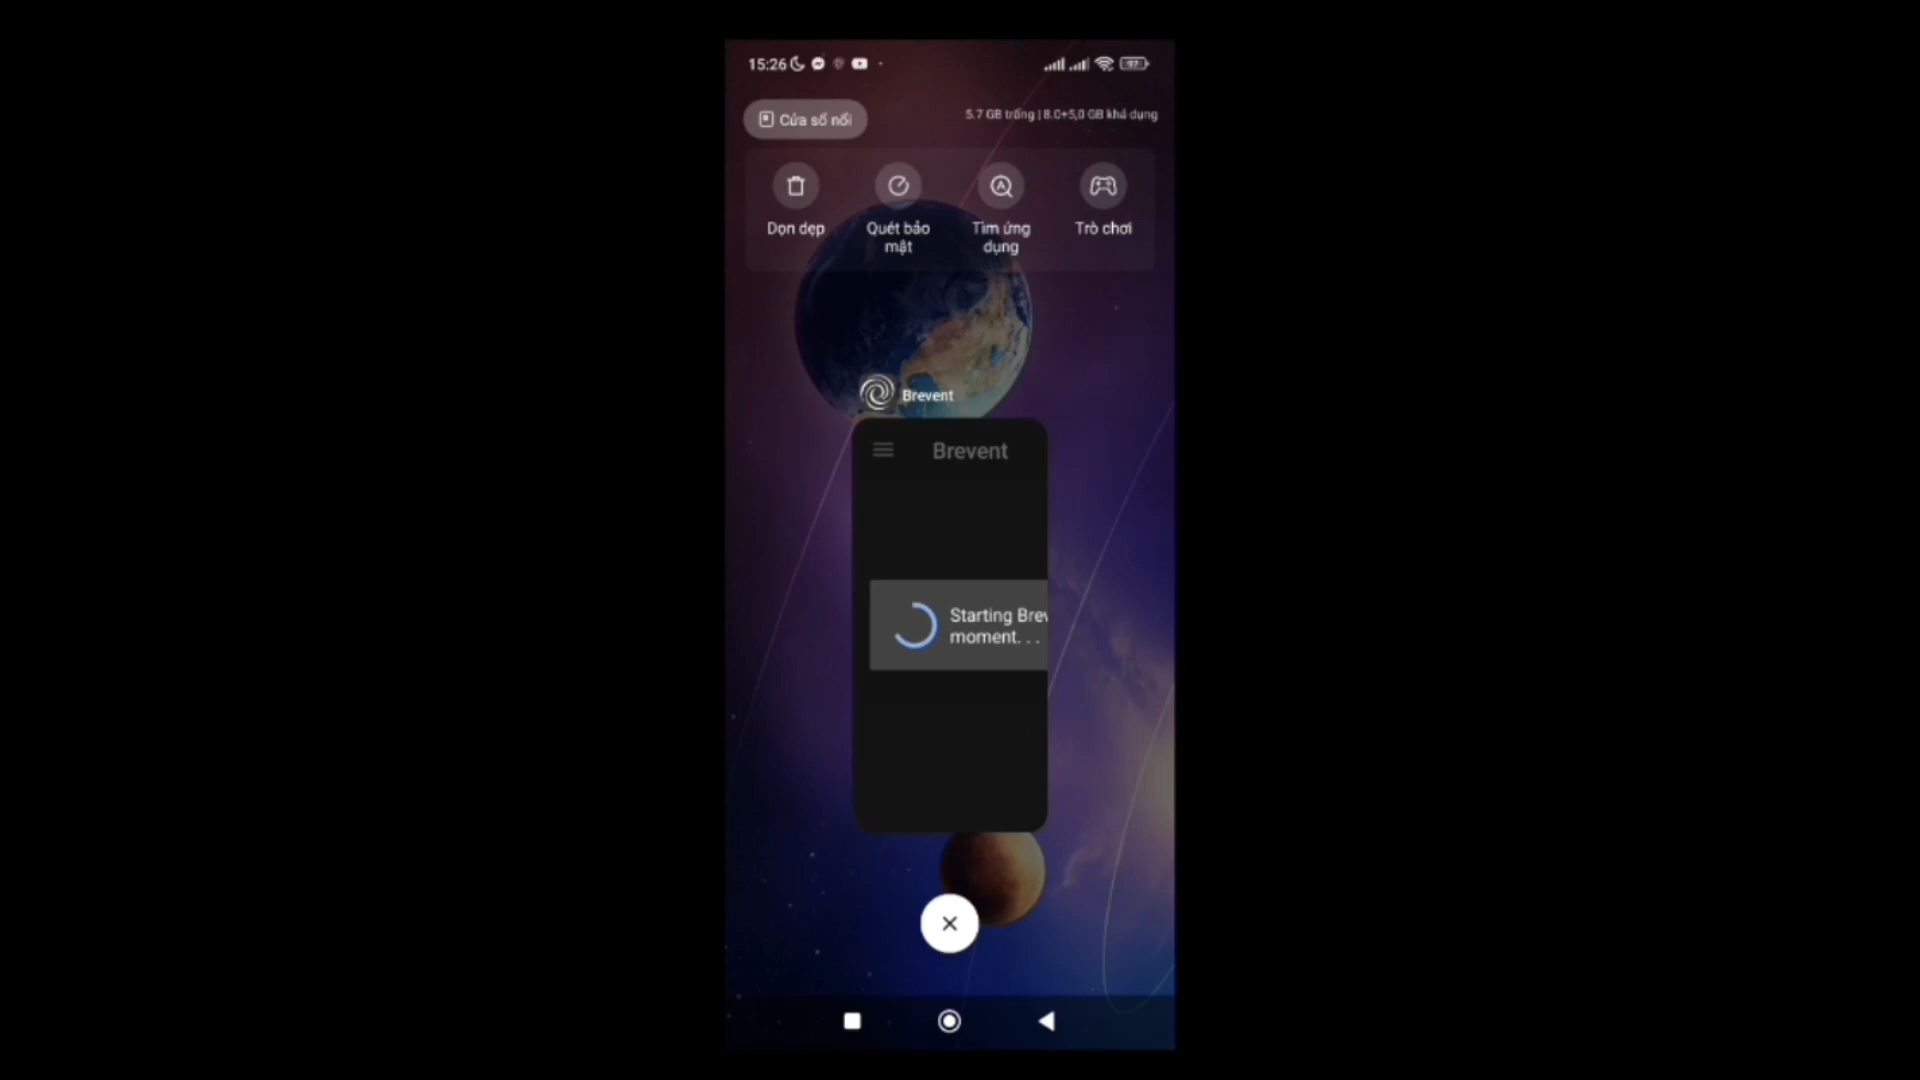 15:26
97
Cửa sổ nổi
5.7 GB trống | 8.0+5,0 GB khả dụng
Dọn dẹp
Quét bảo
mật
Tìm ứng
dụng
Trò chơi
Brevent
Brevent
Starting Brev
moment. . .